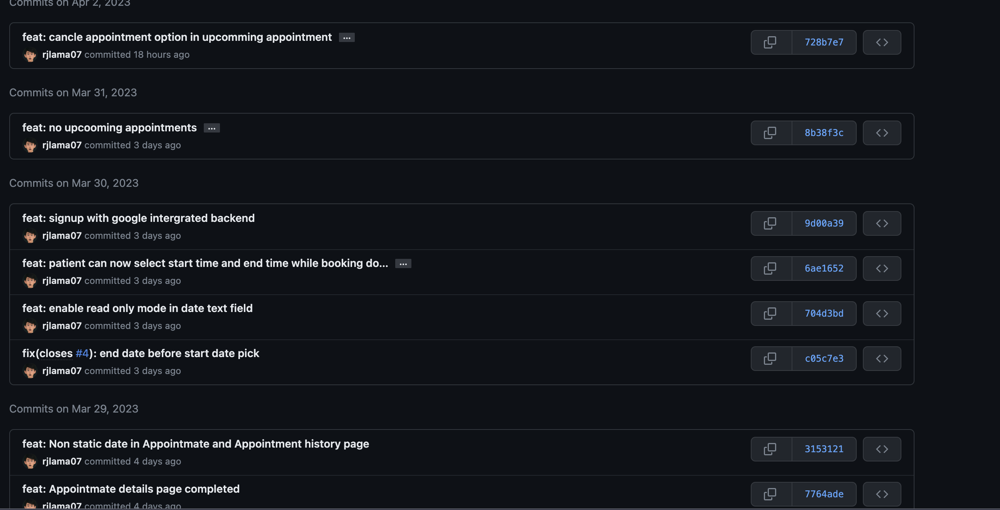 Commits on Apr 2, 2023
feat: cancle appointment option in upcomming appointment ...
728b7e7
rjlama07 committed 18 hours ago
Commits on Mar 31, 2023
feat: no upcooming appointments ...
8b38f3c
rjlama07 committed 3 days ago
Commits on Mar 30, 2023
feat: signup with google intergrated backend
9d00a39
rjlama07 committed 3 days ago
feat: patient can now select start time and end time while booking do... ...
6ae1652
rjlama07 committed 3 days ago
feat: enable read only mode in date text field
704d3bd
rjlama07 committed 3 days ago
fix(closes #4): end date before start date pick
c05c7e3
rjlama07 committed 3 days ago
Commits on Mar 29, 2023
feat: Non static date in Appointmate and Appointment history page
3153121
rjlama07 committed 4 days ago
feat: Appointmate details page completed
7764ade
rjlama07 committed 4 days ago